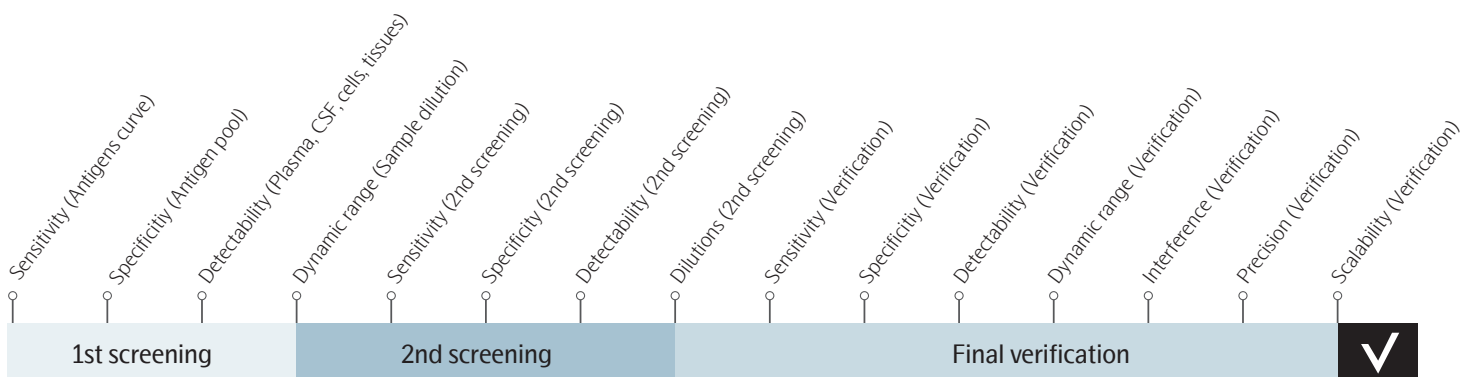 Sensitivity (Antigens curve)
Specificitiy (Antigen pool)
Detectability (Plasma, CSF, cells, tissues)
Dynamic range (Sample dilution)
Sensitivity (2nd screening)
Specificity (2nd screening)
Detectability (2nd screening)
Dilutions (2nd screening)
Sensitivity (Verification)
Specificitiy (Verification)
Detectability (Verification)
Dynamic range (Verification)
Interference (Verification)
Precision (Verification)
Scalability (Verification)
1st screening
2nd screening
Final verification